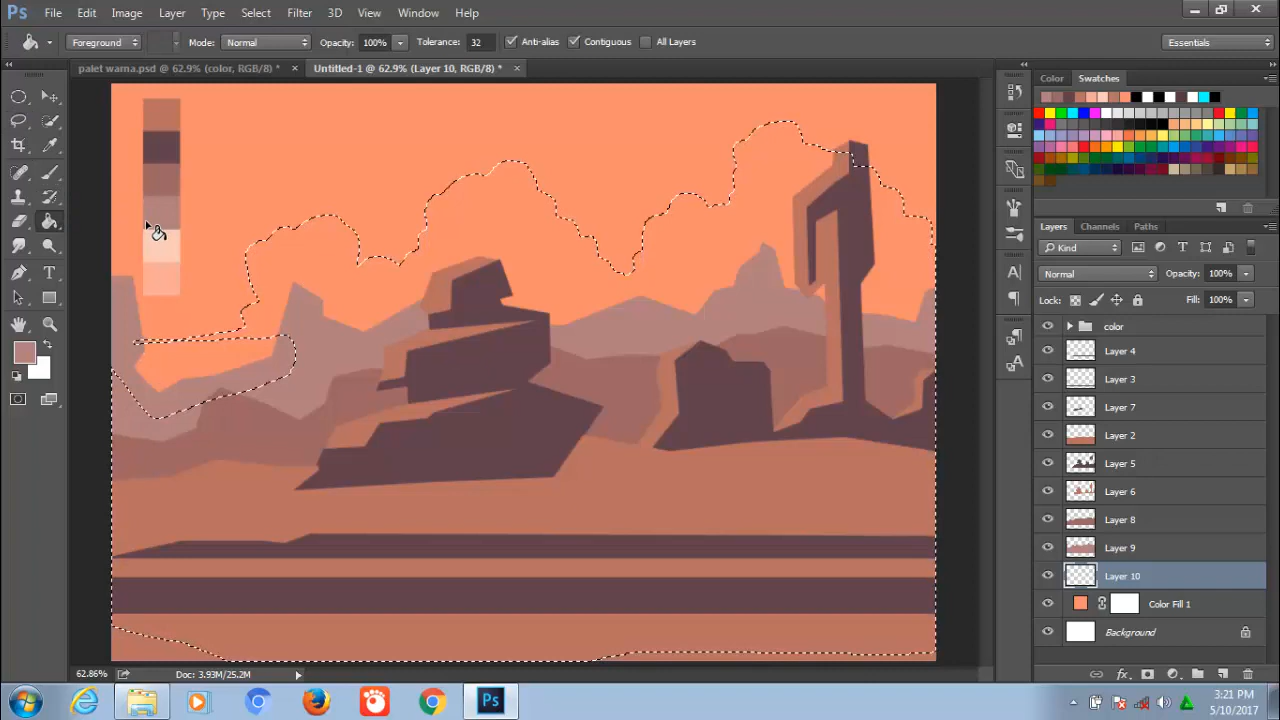 Ps File Edit Image Layer Type Select Filter 3D View Window Help
Foreground Mode: Normal Opacity: 100% Tolerance: 32 Anti-alias Contiguous All Layers Essentials
palet warna.psd @ 62.9% (color, RGB/8) * × Untitled-1 @ 62.9% (Layer 10, RGB/8) * ×
Color Swatches
Layers Channels Paths
Kind
Normal Opacity: 100%
Lock: Fill: 100%
color
Layer 4
Layer 3
Layer 7
Layer 2
Layer 5
Layer 6
Layer 8
Layer 9
Layer 10
Color Fill 1
Background
62.86% Doc: 3.93M/25.2M
fx
Ps
3:21 PM
5/10/2017